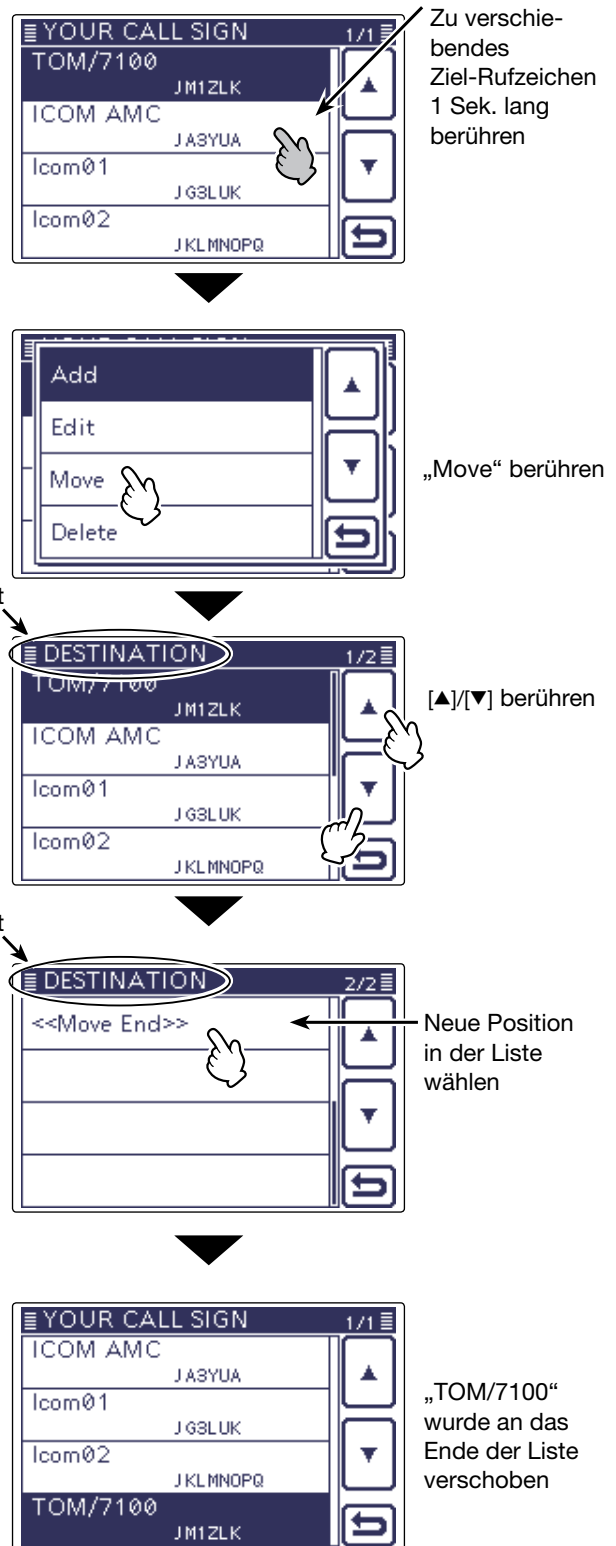 YOUR CALL SIGN 1/1
TOM/7100
JM1ZLK
ICOM AMC
JA3YUA
Icom01
JG3LUK
Icom02
JKLMNOPQ
Zu verschie-
bendes
Ziel-Rufzeichen
1 Sek. lang
berühren
Add
Edit
Move
Delete
„Move“ berühren
t
DESTINATION 1/2
TOM/7100
JM1ZLK
ICOM AMC
JA3YUA
Icom01
JG3LUK
Icom02
JKLMNOPQ
[▲]/[▼] berühren
t
DESTINATION 2/2
<<Move End>>
Neue Position
in der Liste
wählen
YOUR CALL SIGN 1/1
ICOM AMC
JA3YUA
Icom01
JG3LUK
Icom02
JKLMNOPQ
TOM/7100
JM1ZLK
„TOM/7100“
wurde an das
Ende der Liste
verschoben